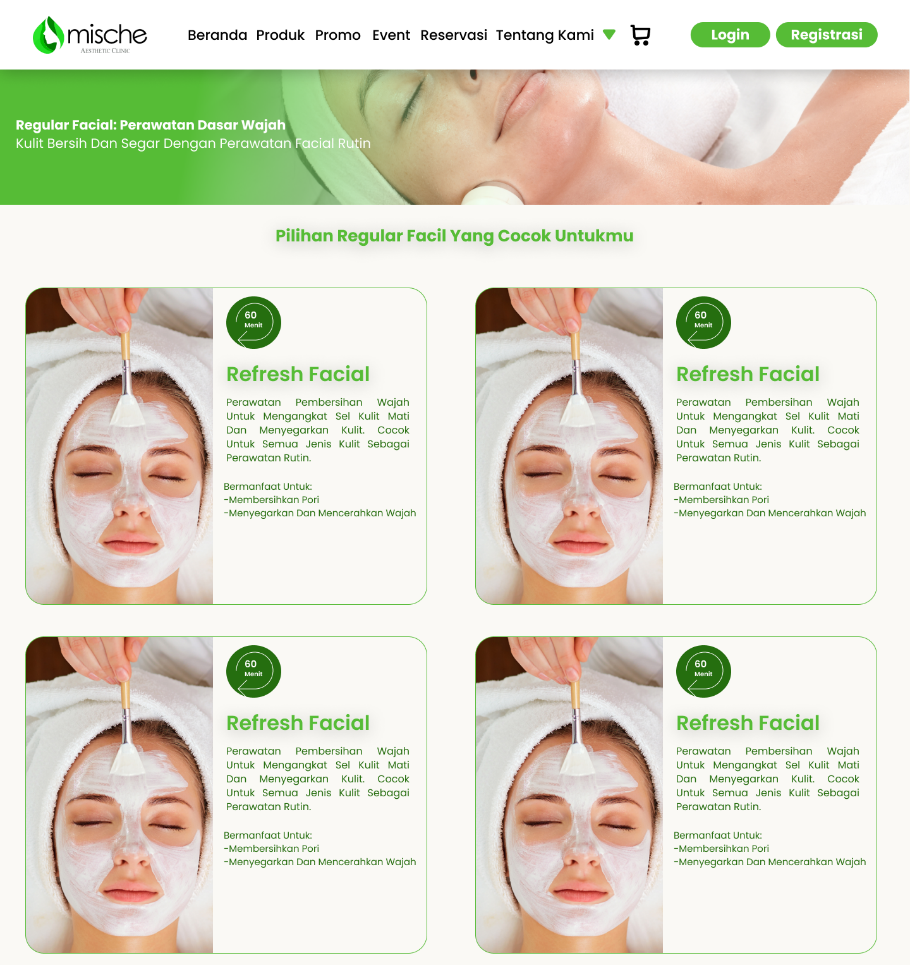 mische
Aesthetic Clinic
Beranda Produk Promo Event Reservasi Tentang Kami
Login Registrasi
Regular Facial: Perawatan Dasar Wajah
Kulit Bersih Dan Segar Dengan Perawatan Facial Rutin
Pilihan Regular Facil Yang Cocok Untukmu
60
Menit
Refresh Facial
Perawatan Pembersihan Wajah
Untuk Mengangkat Sel Kulit Mati
Dan Menyegarkan Kulit. Cocok
Untuk Semua Jenis Kulit Sebagai
Perawatan Rutin.
Bermanfaat Untuk:
-Membersihkan Pori
-Menyegarkan Dan Mencerahkan Wajah
60
Menit
Refresh Facial
Perawatan Pembersihan Wajah
Untuk Mengangkat Sel Kulit Mati
Dan Menyegarkan Kulit. Cocok
Untuk Semua Jenis Kulit Sebagai
Perawatan Rutin.
Bermanfaat Untuk:
-Membersihkan Pori
-Menyegarkan Dan Mencerahkan Wajah
60
Menit
Refresh Facial
Perawatan Pembersihan Wajah
Untuk Mengangkat Sel Kulit Mati
Dan Menyegarkan Kulit. Cocok
Untuk Semua Jenis Kulit Sebagai
Perawatan Rutin.
Bermanfaat Untuk:
-Membersihkan Pori
-Menyegarkan Dan Mencerahkan Wajah
60
Menit
Refresh Facial
Perawatan Pembersihan Wajah
Untuk Mengangkat Sel Kulit Mati
Dan Menyegarkan Kulit. Cocok
Untuk Semua Jenis Kulit Sebagai
Perawatan Rutin.
Bermanfaat Untuk:
-Membersihkan Pori
-Menyegarkan Dan Mencerahkan Wajah